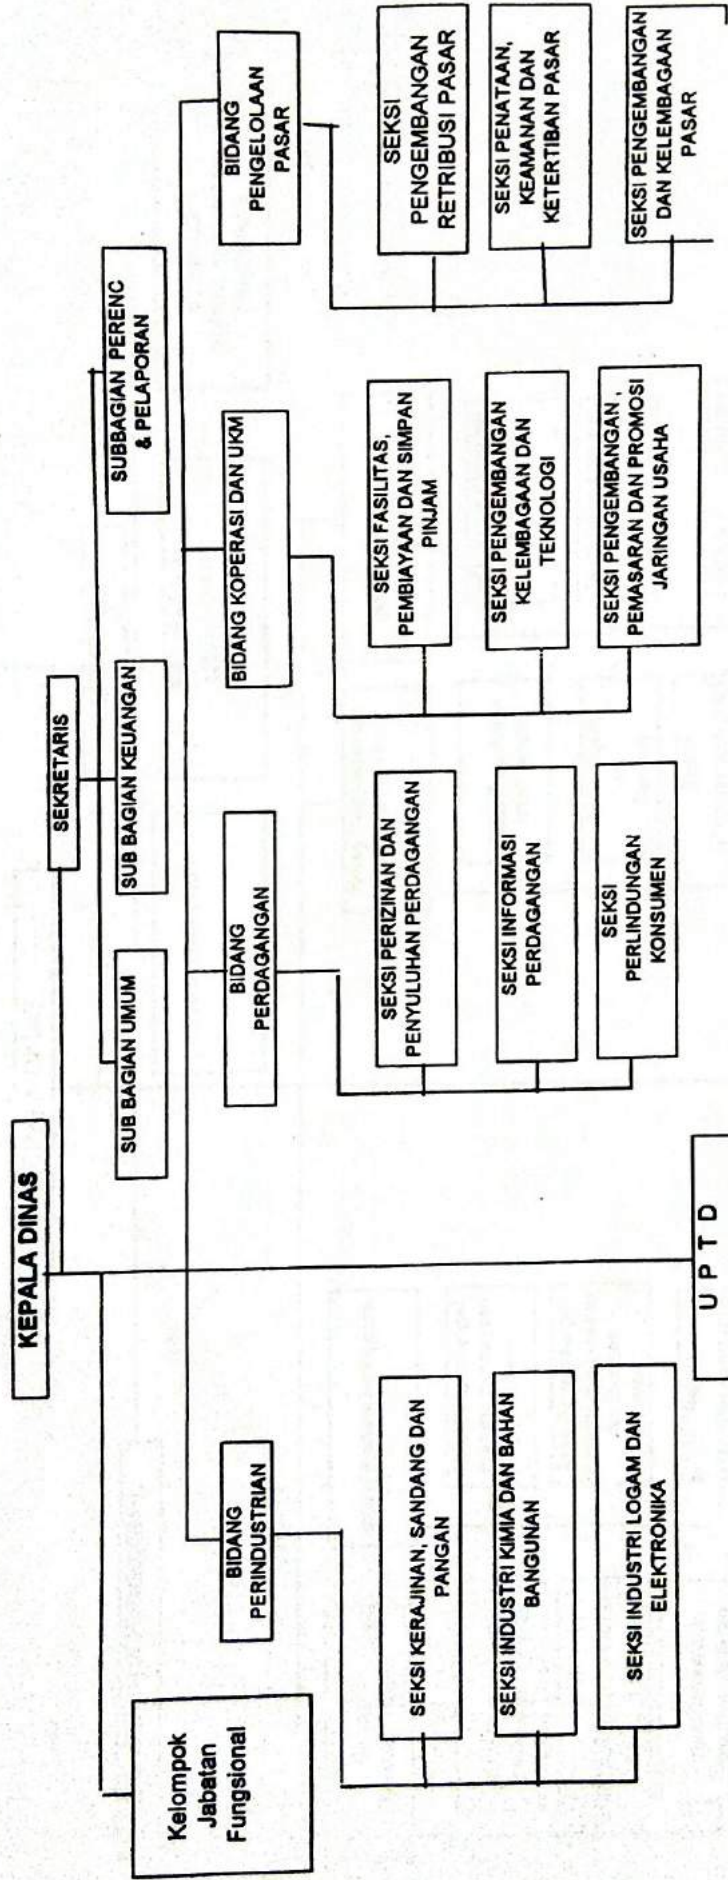 KEPALA DINAS
SEKRETARIS
Kelompok
Jabatan
Fungsional
SUB BAGIAN UMUM
SUB BAGIAN KEUANGAN
SUBBAGIAN PERENC
& PELAPORAN
BIDANG
PERINDUSTRIAN
BIDANG
PERDAGANGAN
BIDANG KOPERASI DAN UKM
BIDANG
PENGELOLAAN
PASAR
SEKSI KERAJINAN, SANDANG DAN
PANGAN
SEKSI INDUSTRI KIMIA DAN BAHAN
BANGUNAN
SEKSI INDUSTRI LOGAM DAN
ELEKTRONIKA
SEKSI PERIZINAN DAN
PENYULUHAN PERDAGANGAN
SEKSI INFORMASI
PERDAGANGAN
SEKSI
PERLINDUNGAN
KONSUMEN
SEKSI FASILITAS,
PEMBIAYAAN DAN SIMPAN
PINJAM
SEKSI PENGEMBANGAN
KELEMBAGAAN DAN
TEKNOLOGI
SEKSI PENGEMBANGAN ,
PEMASARAN DAN PROMOSI
JARINGAN USAHA
SEKSI
PENGEMBANGAN
RETRIBUSI PASAR
SEKSI PENATAAN,
KEAMANAN DAN
KETERTIBAN PASAR
SEKSI PENGEMBANGAN
DAN KELEMBAGAAN
PASAR
U P T D